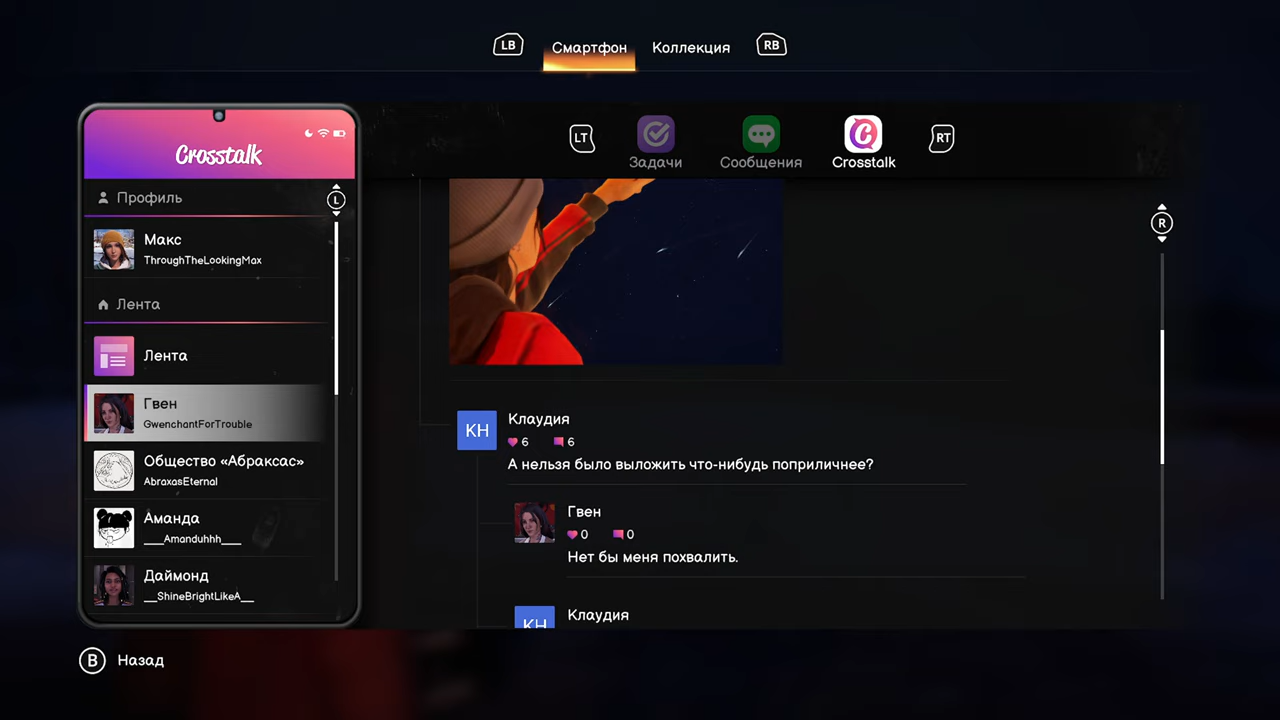 LB
Смартфон
Коллекция
RB
Crosstalk
LT
Задачи
Сообщения
Crosstalk
RT
Профиль
L
Макс
ThroughTheLookingMax
Лента
Лента
Гвен
GwenchantForTrouble
Общество «Абраксас»
AbraxasEternal
Аманда
___Amanduhhh___
Даймонд
__ShineBrightLikeA__
R
КН
Клаудия
6
6
А нельзя было выложить что-нибудь поприличнее?
Гвен
0
0
Нет бы меня похвалить.
КН
Клаудия
B
Назад